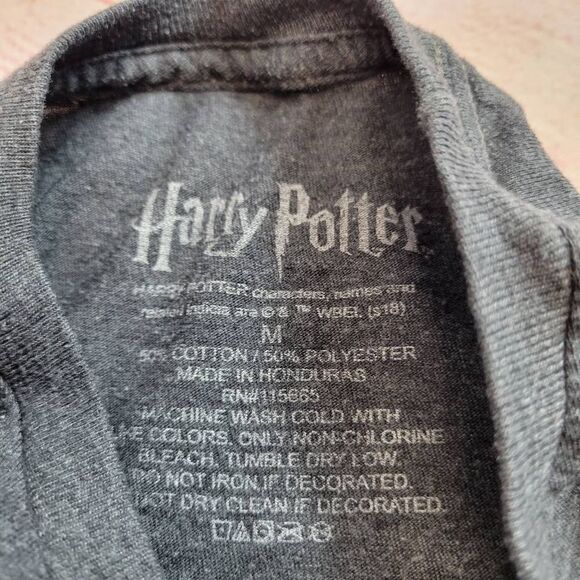 Harry Potter
HARRY POTTER characters, names and
related indicia are © & ™ WBEI. (s18)
M
50% COTTON / 50% POLYESTER
MADE IN HONDURAS
RN#115665
MACHINE WASH COLD WITH
LIKE COLORS. ONLY NON-CHLORINE
BLEACH. TUMBLE DRY LOW.
DO NOT IRON IF DECORATED.
NOT DRY CLEAN IF DECORATED.